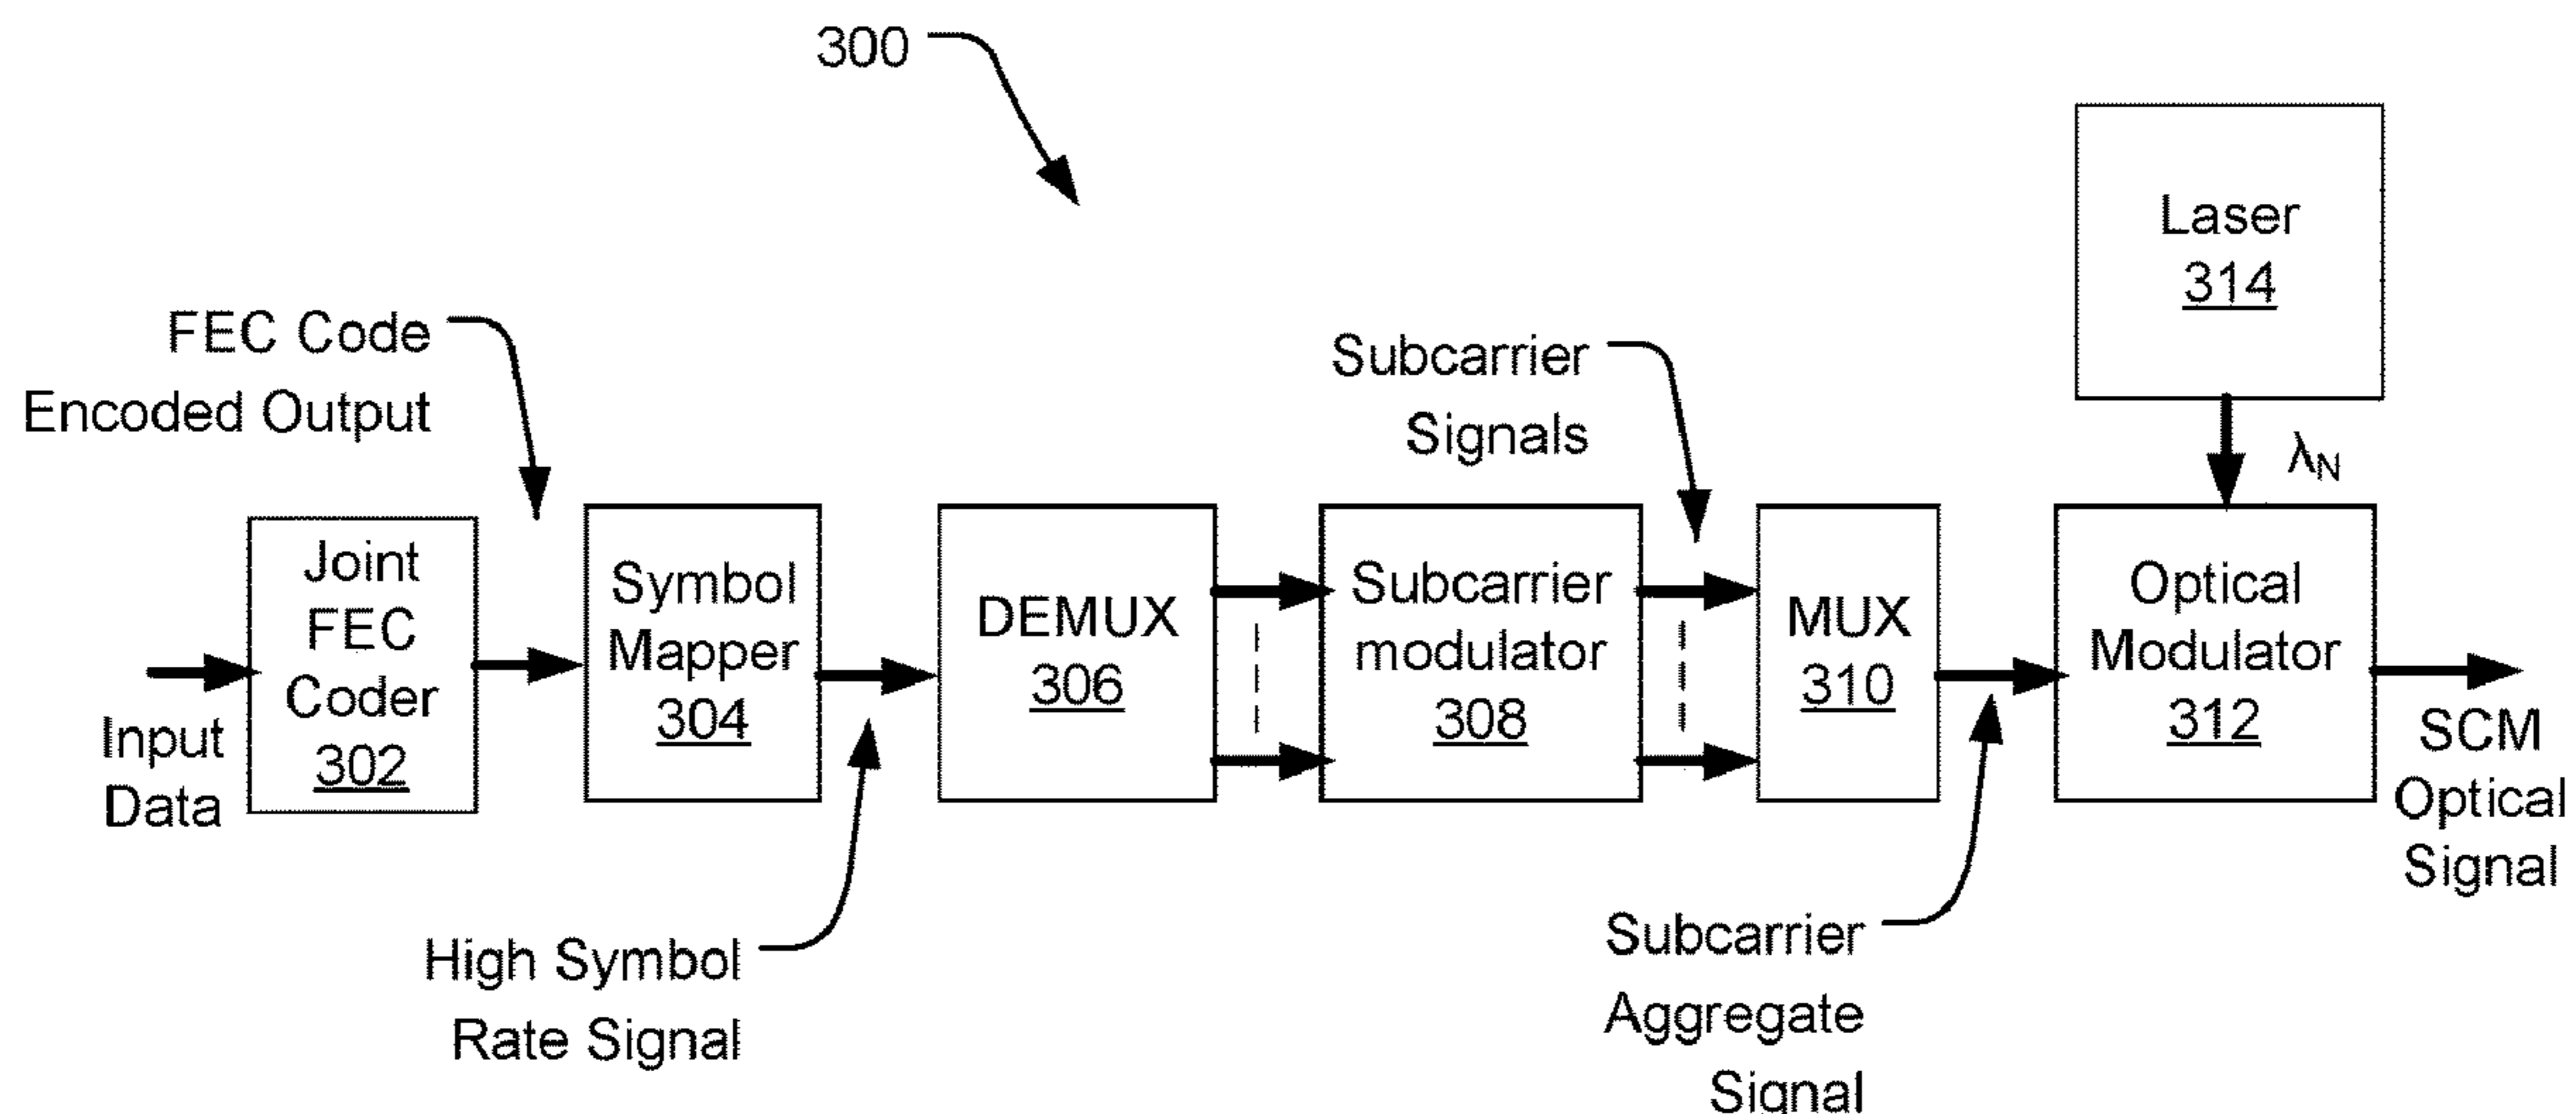 300
Laser
314
λN
FEC Code
Encoded Output
Subcarrier
Signals
Input
Data
Joint
FEC
Coder
302
Symbol
Mapper
304
High Symbol
Rate Signal
DEMUX
306
Subcarrier
modulator
308
MUX
310
Subcarrier
Aggregate
Signal
Optical
Modulator
312
SCM
Optical
Signal